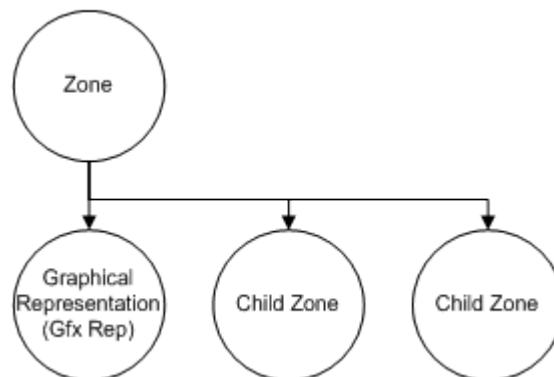 Zone
Graphical
Representation
(Gfx Rep)
Child Zone
Child Zone